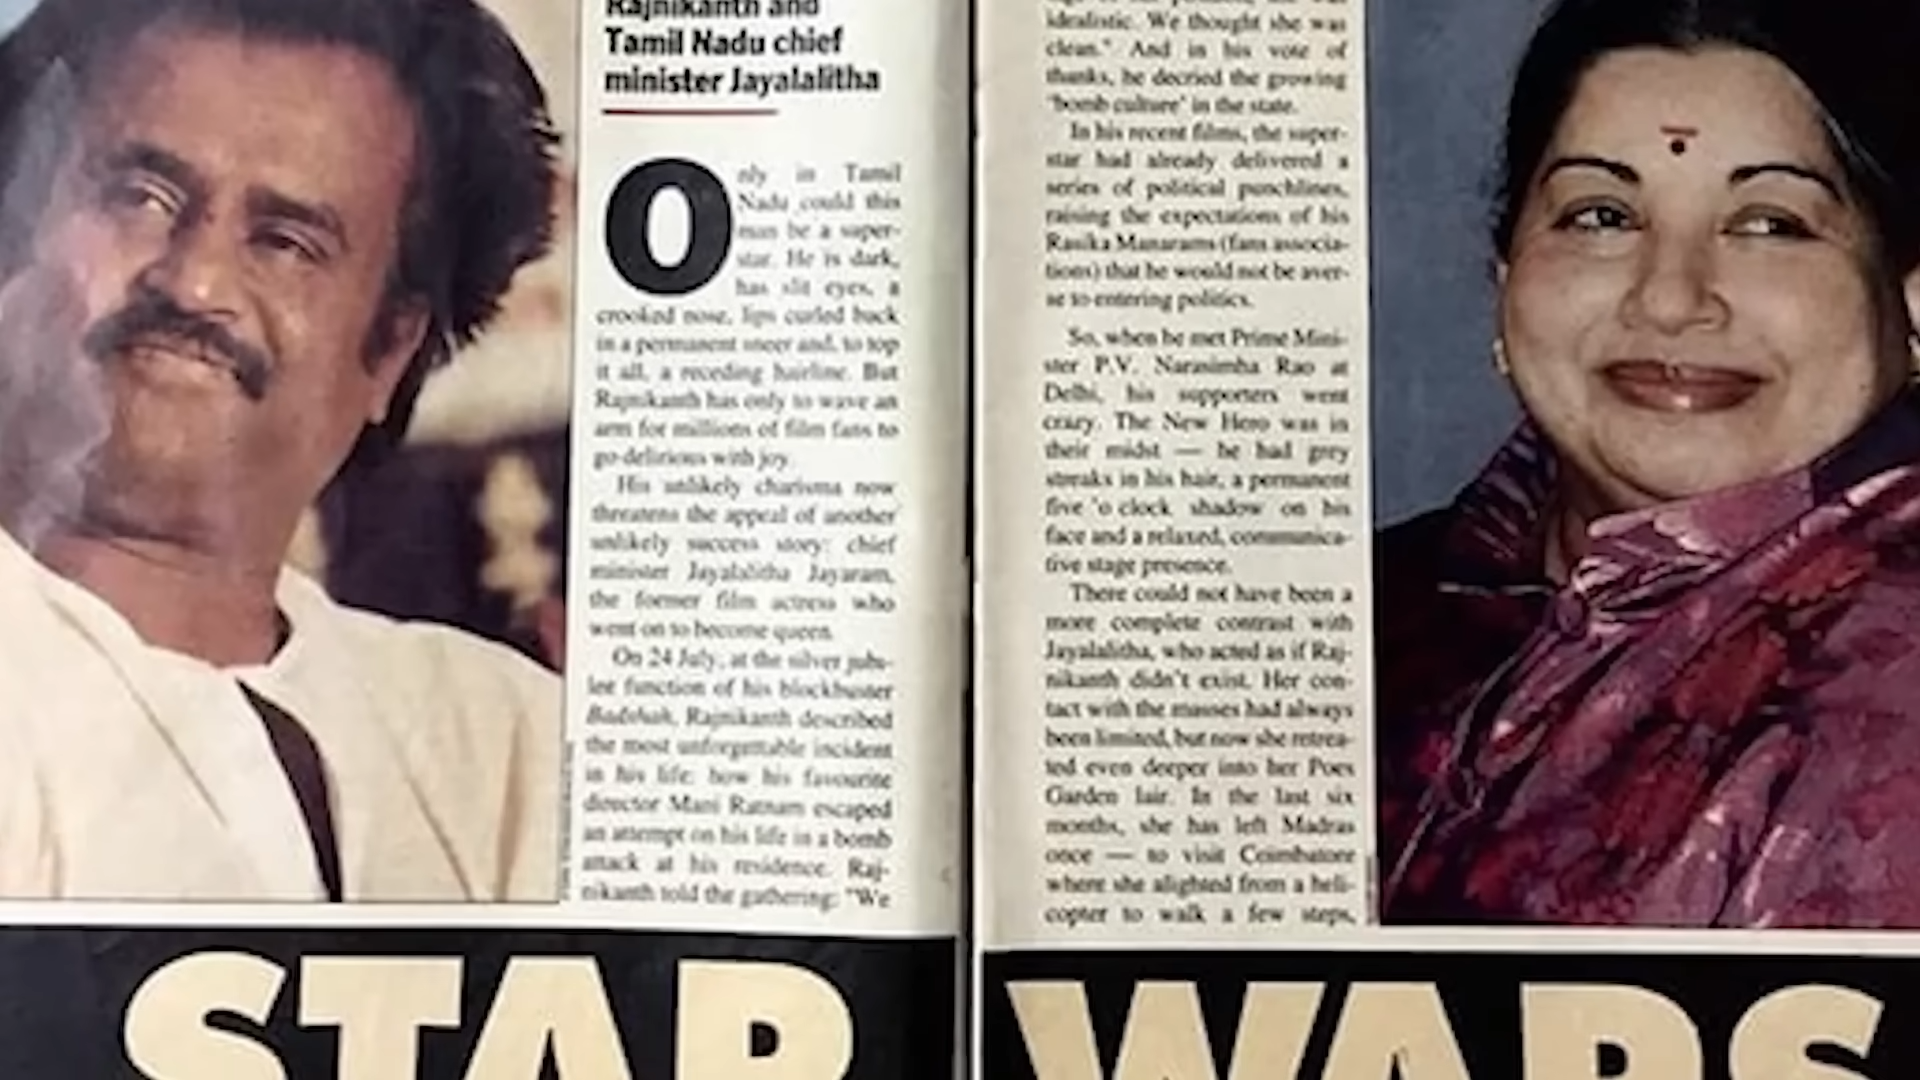 Rajnikanth and
Tamil Nadu chief
minister Jayalalitha
Only in Tamil
Nadu could this
man be a super-
star. He is dark,
has slit eyes, a
crooked nose, lips curled back
in a permanent sneer and, to top
it all, a receding hairline. But
Rajnikanth has only to wave an
arm for millions of film fans to
go delirious with joy.
His unlikely charisma now
threatens the appeal of another
unlikely success story: chief
minister Jayalalitha Jayaram,
the former film actress who
went on to become queen.
On 24 July, at the silver jubi-
lee function of his blockbuster
Badshah, Rajnikanth described
the most unforgettable incident
in his life: how his favourite
director Mani Ratnam escaped
an attempt on his life in a bomb
attack at his residence. Raj-
nikanth told the gathering: "We
idealistic. We thought she was
clean." And in his vote of
thanks, he decried the growing
'bomb culture' in the state.
In his recent films, the super-
star had already delivered a
series of political punchlines,
raising the expectations of his
Rasika Manarams (fans associa-
tions) that he would not be aver-
se to entering politics.
So, when he met Prime Mini-
ster P.V. Narasimha Rao at
Delhi, his supporters went
crazy. The New Hero was in
their midst — he had grey
streaks in his hair, a permanent
five 'o clock shadow on his
face and a relaxed, communica-
tive stage presence.
There could not have been a
more complete contrast with
Jayalalitha, who acted as if Raj-
nikanth didn't exist. Her con-
tact with the masses had always
been limited, but now she retrea-
ted even deeper into her Poes
Garden lair. In the last six
months, she has left Madras
once — to visit Coimbatore
where she alighted from a heli-
copter to walk a few steps,
STAR WARS